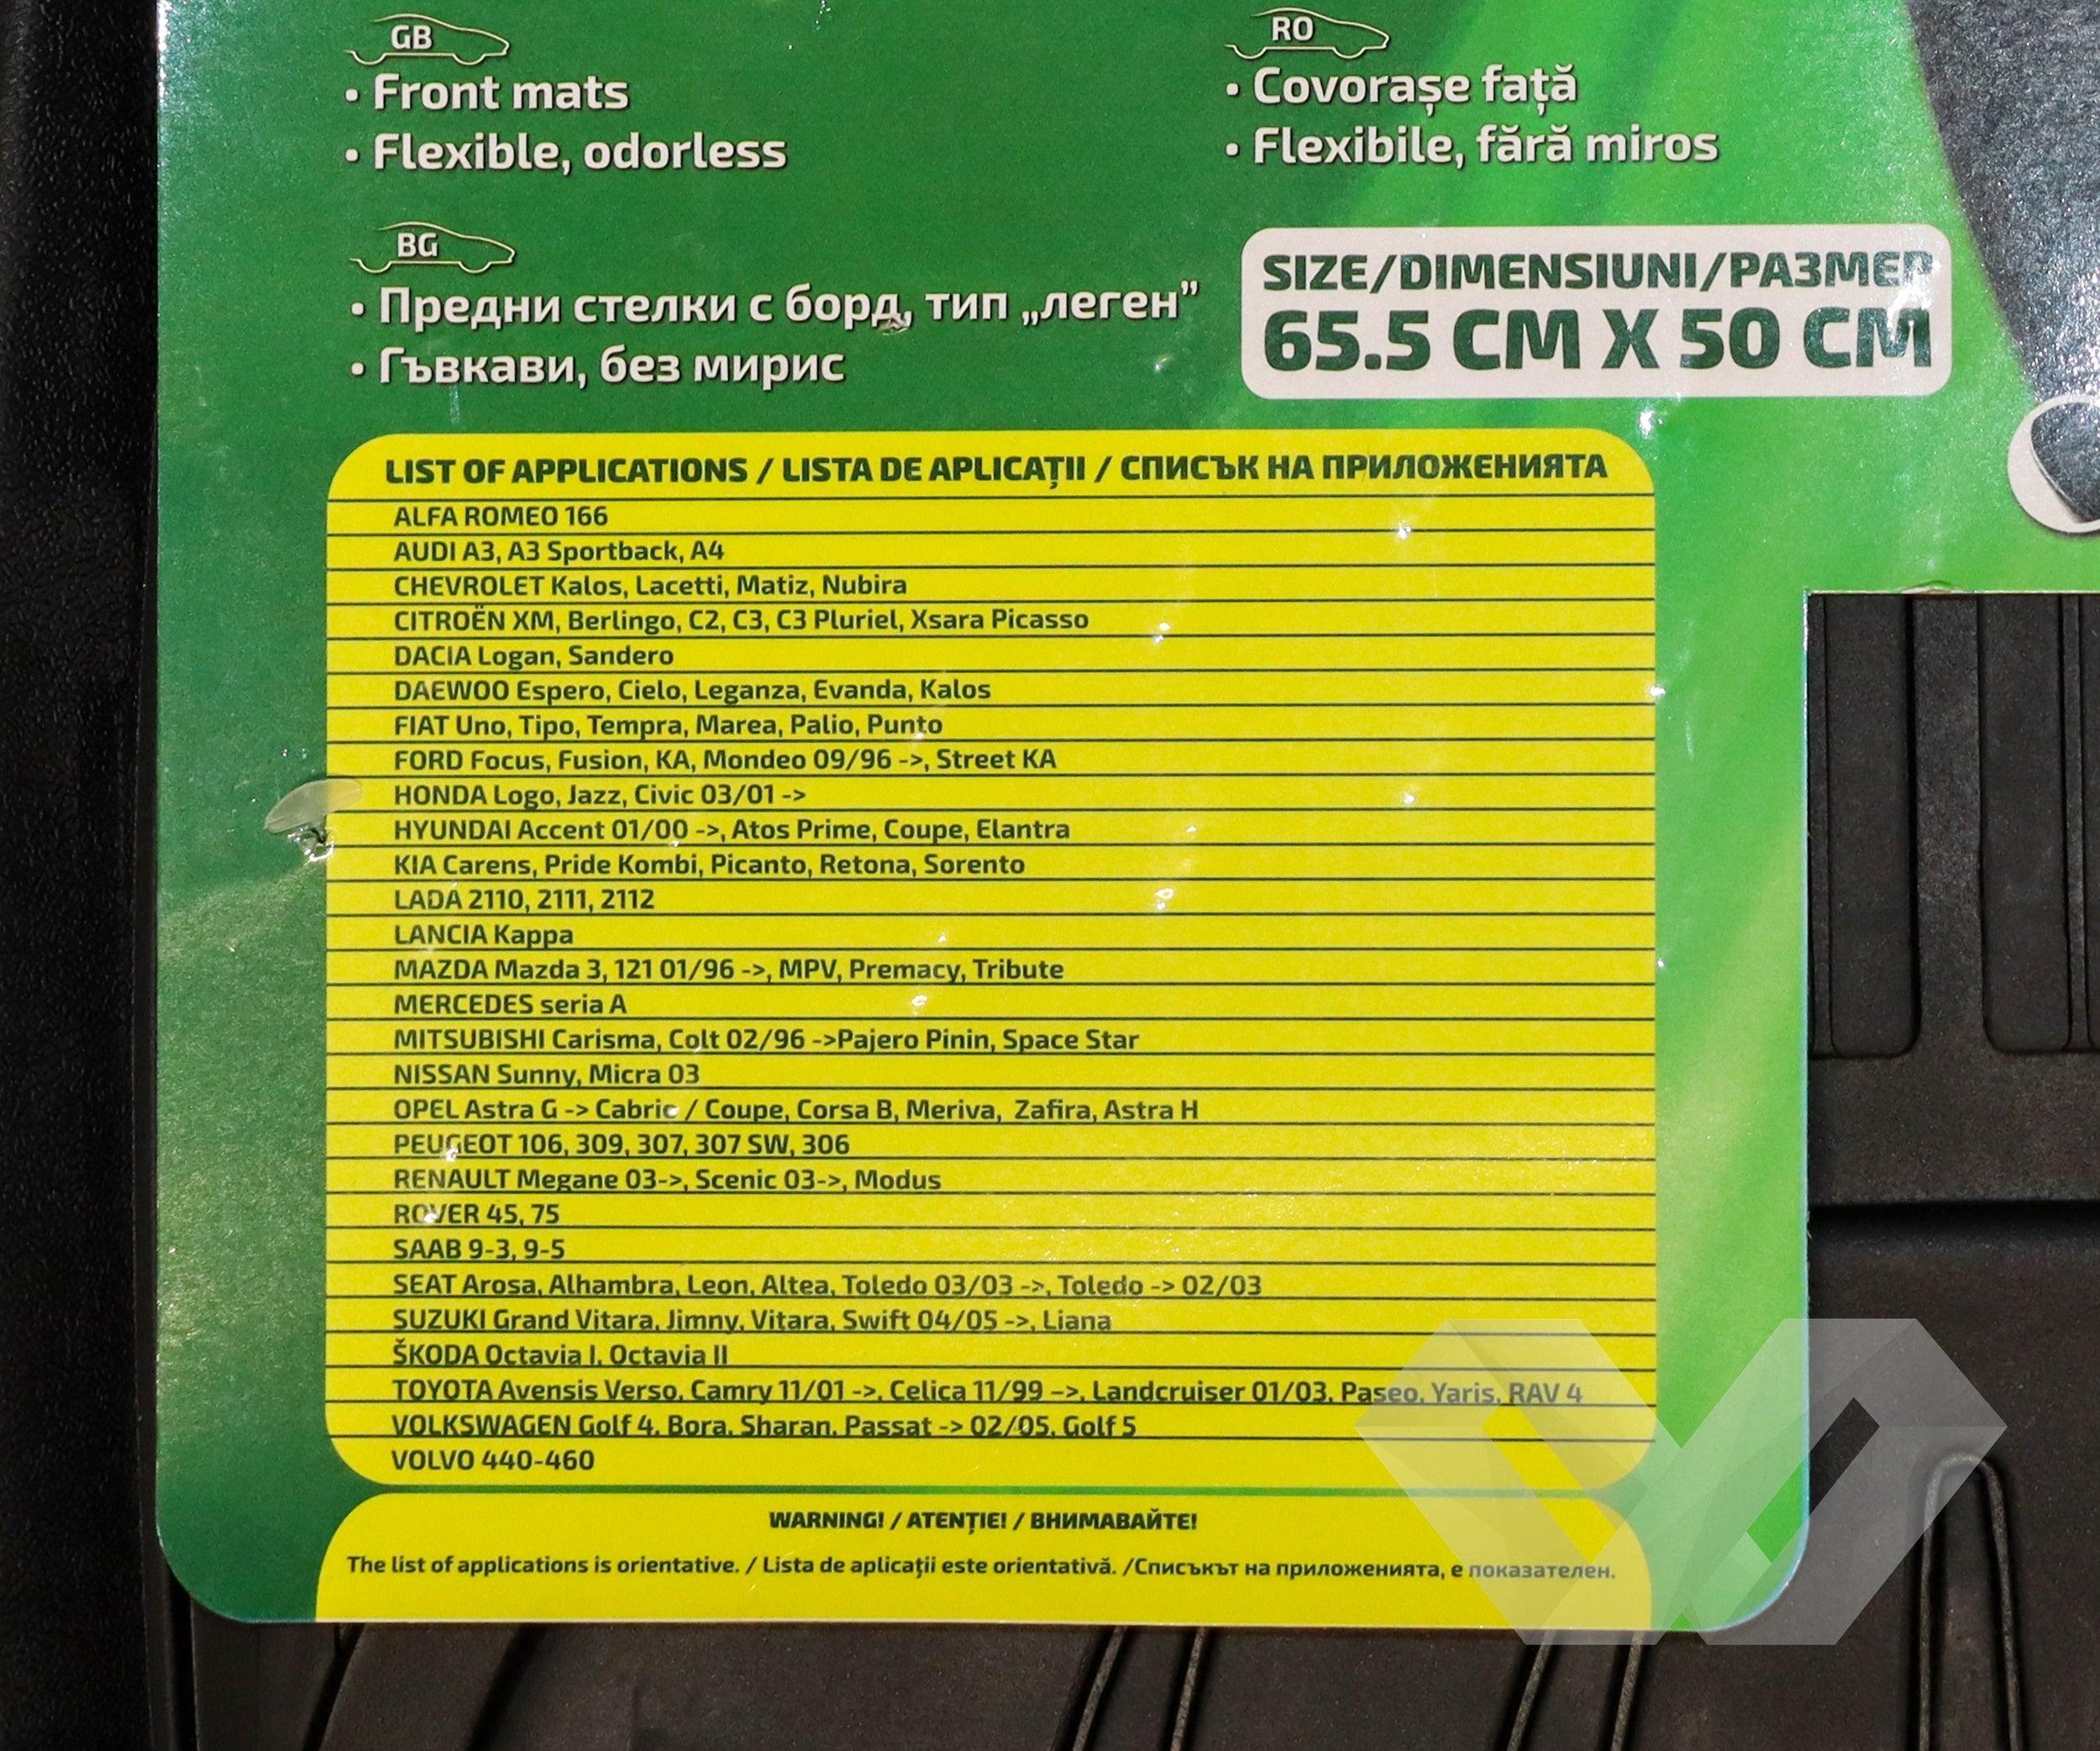 GB
• Front mats
• Flexible, odorless
RO
• Covorașe față
• Flexibile, fără miros
BG
• Предни стелки с борд, тип „леген”
• Гъвкави, без мирис
SIZE/DIMENSIUNI/РАЗМЕР
65.5 CM X 50 CM
LIST OF APPLICATIONS / LISTA DE APLICAȚII / СПИСЪК НА ПРИЛОЖЕНИЯТА
ALFA ROMEO 166
AUDI A3, A3 Sportback, A4
CHEVROLET Kalos, Lacetti, Matiz, Nubira
CITROËN XM, Berlingo, C2, C3, C3 Pluriel, Xsara Picasso
DACIA Logan, Sandero
DAEWOO Espero, Cielo, Leganza, Evanda, Kalos
FIAT Uno, Tipo, Tempra, Marea, Palio, Punto
FORD Focus, Fusion, KA, Mondeo 09/96 ->, Street KA
HONDA Logo, Jazz, Civic 03/01 ->
HYUNDAI Accent 01/00 ->, Atos Prime, Coupe, Elantra
KIA Carens, Pride Kombi, Picanto, Retona, Sorento
LADA 2110, 2111, 2112
LANCIA Kappa
MAZDA Mazda 3, 121 01/96 ->, MPV, Premacy, Tribute
MERCEDES seria A
MITSUBISHI Carisma, Colt 02/96 ->Pajero Pinin, Space Star
NISSAN Sunny, Micra 03
OPEL Astra G -> Cabrio / Coupe, Corsa B, Meriva, Zafira, Astra H
PEUGEOT 106, 309, 307, 307 SW, 306
RENAULT Megane 03->, Scenic 03->, Modus
ROVER 45, 75
SAAB 9-3, 9-5
SEAT Arosa, Alhambra, Leon, Altea, Toledo 03/03 ->, Toledo -> 02/03
SUZUKI Grand Vitara, Jimny, Vitara, Swift 04/05 ->, Liana
ŠKODA Octavia I, Octavia II
TOYOTA Avensis Verso, Camry 11/01 ->, Celica 11/99 –>, Landcruiser 01/03, Paseo, Yaris, RAV 4
VOLKSWAGEN Golf 4, Bora, Sharan, Passat -> 02/05, Golf 5
VOLVO 440-460
WARNING! / ATENȚIE! / ВНИМАВАЙТЕ!
The list of applications is orientative. / Lista de aplicații este orientativă. /Списъкът на приложенията, е показателен.